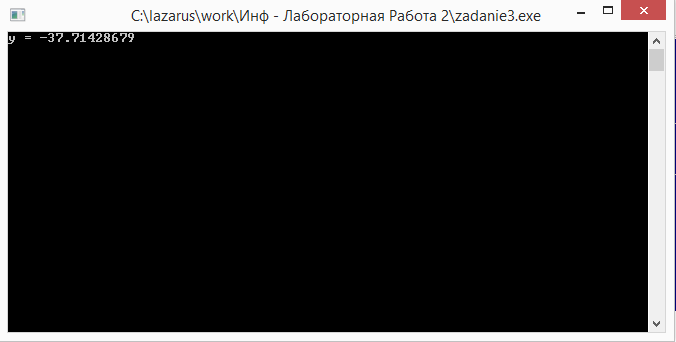 C:\lazarus\work\Инф - Лабораторная Работа 2\zadanie3.exe
y = -37.71428679